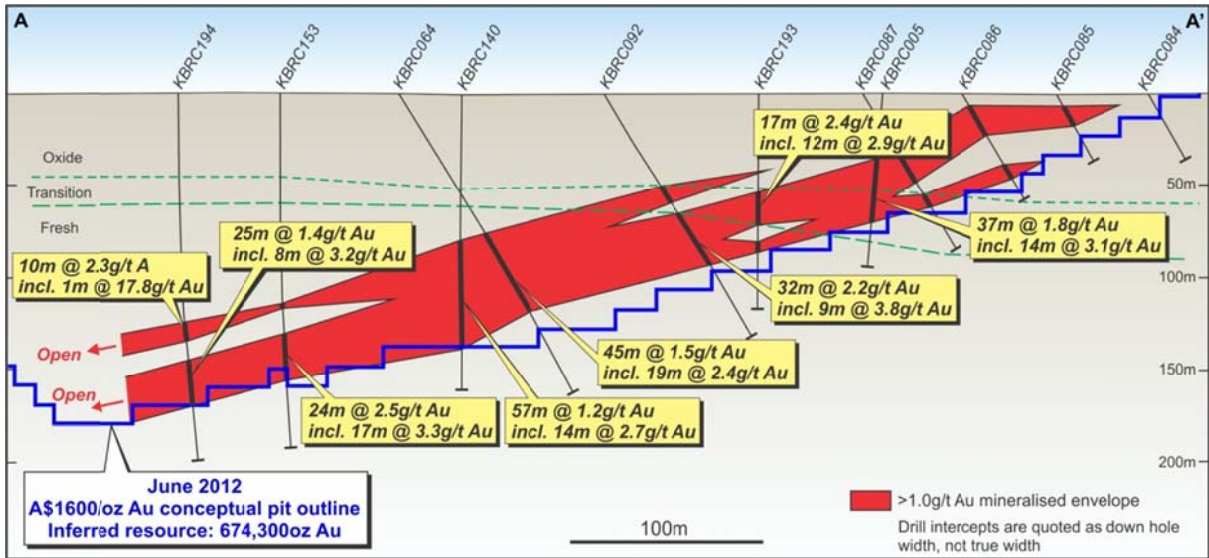 A
A'
KBRC194
KBRC153
KBRC064
KBRC140
KBRC092
KBRC193
KBRC087
KBRC005
KBRC086
KBRC085
KBRC084
17m @ 2.4g/t Au
incl. 12m @ 2.9g/t Au
Oxide
Transition
Fresh
50m
37m @ 1.8g/t Au
incl. 14m @ 3.1g/t Au
25m @ 1.4g/t Au
incl. 8m @ 3.2g/t Au
10m @ 2.3g/t A
incl. 1m @ 17.8g/t Au
100m
32m @ 2.2g/t Au
incl. 9m @ 3.8g/t Au
Open
45m @ 1.5g/t Au
incl. 19m @ 2.4g/t Au
150m
Open
24m @ 2.5g/t Au
incl. 17m @ 3.3g/t Au
57m @ 1.2g/t Au
incl. 14m @ 2.7g/t Au
200m
June 2012
A$1600/oz Au conceptual pit outline
Inferred resource: 674,300oz Au
100m
>1.0g/t Au mineralised envelope
Drill intercepts are quoted as down hole
width, not true width